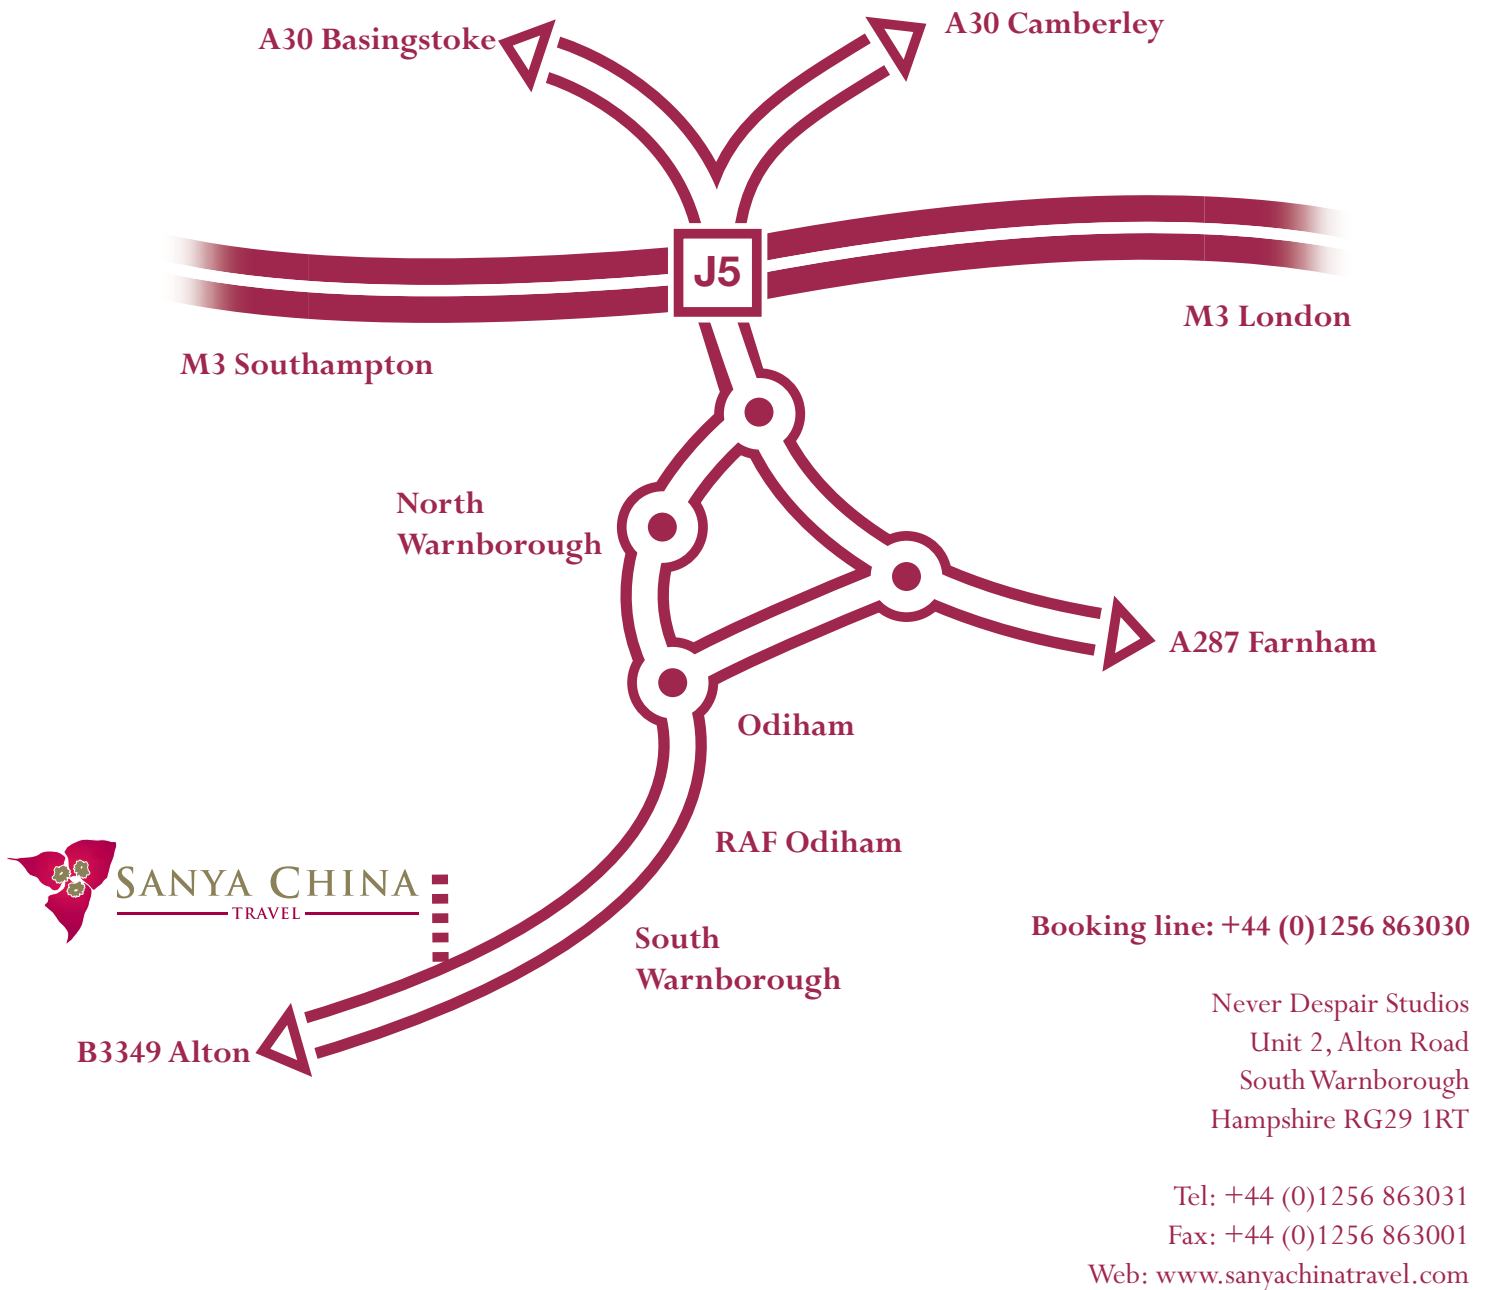 A30 Basingstoke
A30 Camberley
J5
M3 London
M3 Southampton
North
Warnborough
A287 Farnham
Odiham
RAF Odiham
SANYA CHINA
TRAVEL
South
Warnborough
B3349 Alton
Booking line: +44 (0)1256 863030
Never Despair Studios
Unit 2, Alton Road
South Warnborough
Hampshire RG29 1RT
Tel: +44 (0)1256 863031
Fax: +44 (0)1256 863001
Web: www.sanyachinatravel.com